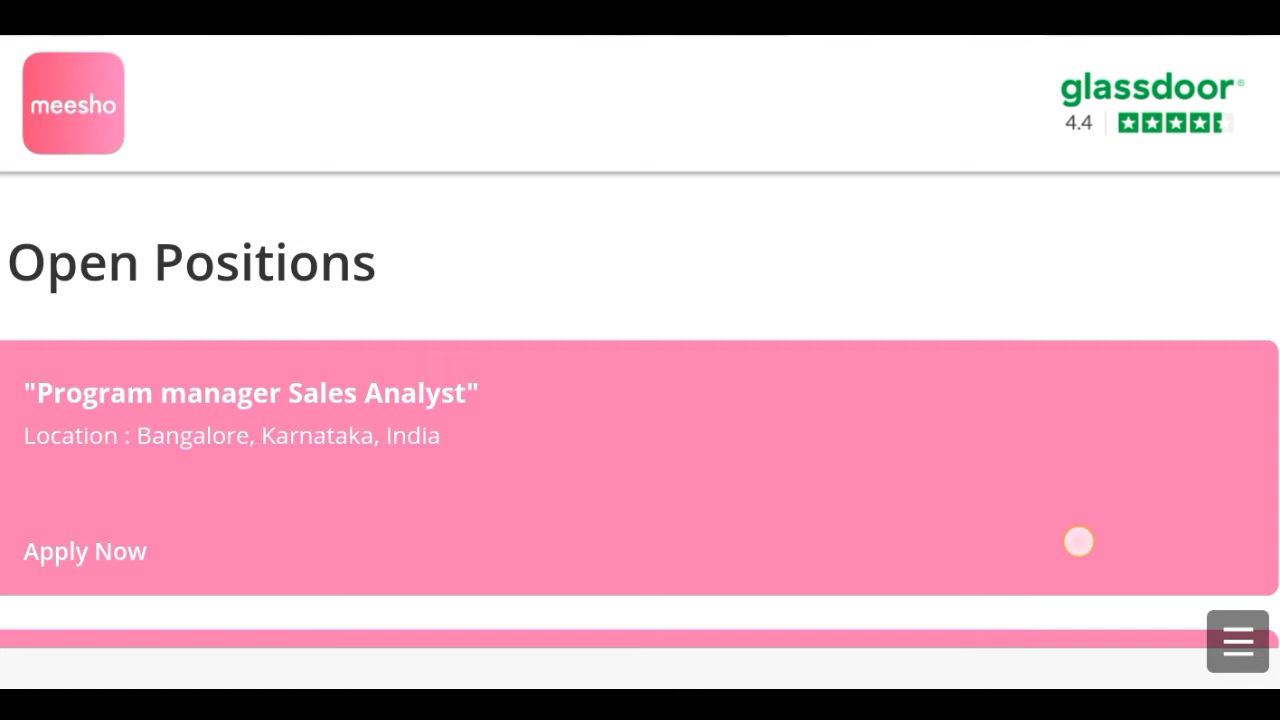 meesho
glassdoor
4.4
Open Positions
"Program manager Sales Analyst"
Location : Bangalore, Karnataka, India
Apply Now